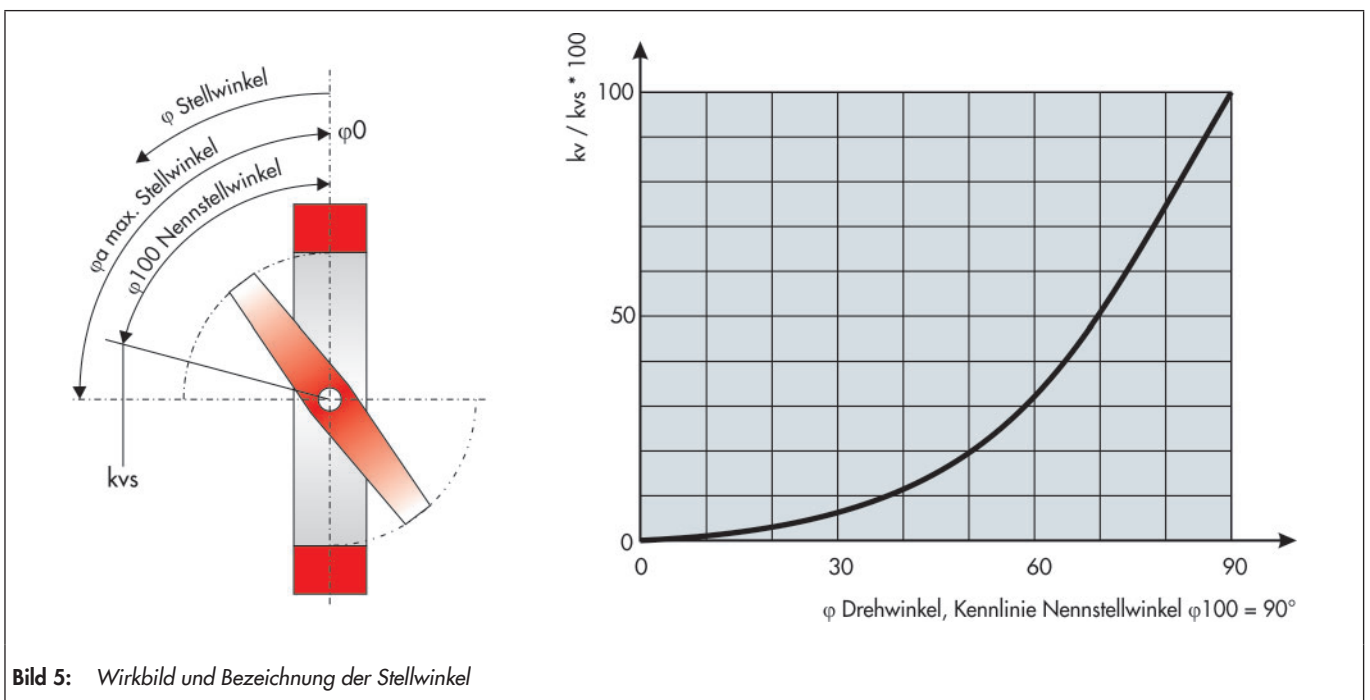 φ Stellwinkel
φ0
φa max. Stellwinkel
φ100 Nennstellwinkel
kvs
kv / kvs * 100
100
50
0
0 30 60 90
φ Drehwinkel, Kennlinie Nennstellwinkel φ100 = 90°
Bild 5: Wirkbild und Bezeichnung der Stellwinkel